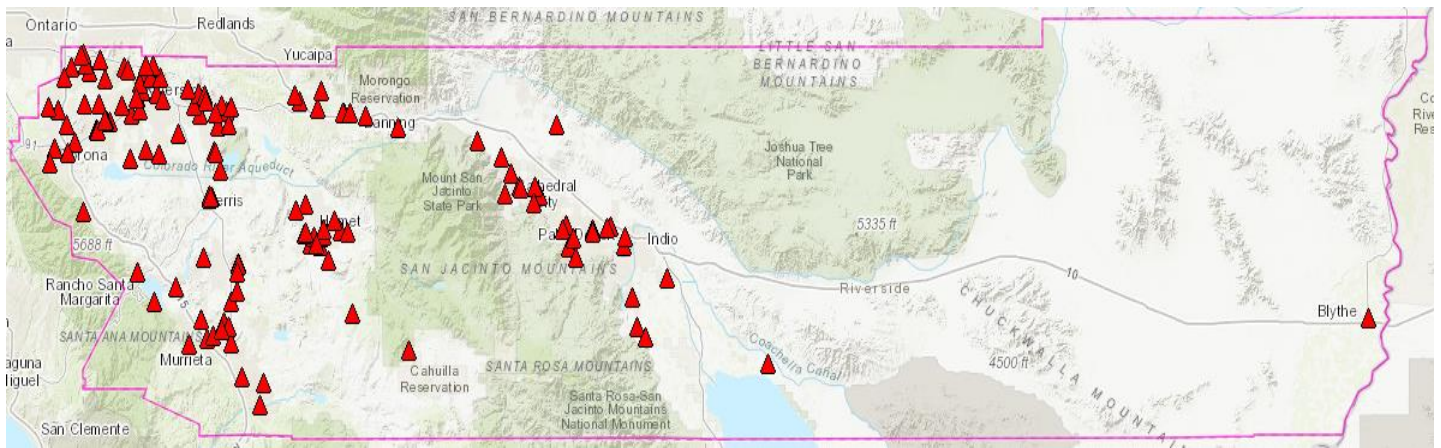 Ontario
Redlands
SAN BERNARDINO MOUNTAINS
Yucaipa
LITTLE SAN
BERNARDINO
MOUNTAINS
Morongo
Reservation
Joshua Tree
National
Park
91
Colorado River Aqueduct
Mount San
Jacinto
State Park
5688 ft
5335 ft
Indio
SAN JACINTO MOUNTAINS
10
Rancho Santa
Margarita
Riverside
Blythe
SANTA ANA MOUNTAINS
Murrieta
CHUCKWALLA MOUNTAINS
Coachella Canal
4500 ft
Cahuilla
Reservation
SANTA ROSA MOUNTAINS
Santa Rosa-San
Jacinto Mountains
National Monument
San Clemente